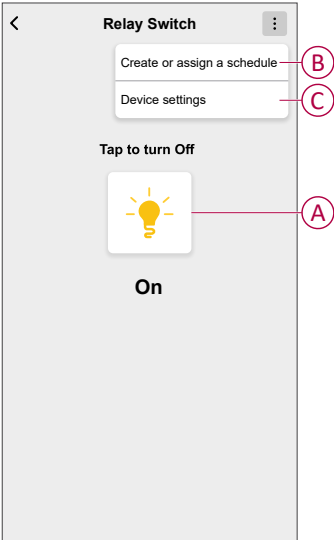 Relay Switch
Create or assign a schedule
B
Device settings
C
Tap to turn Off
A
On